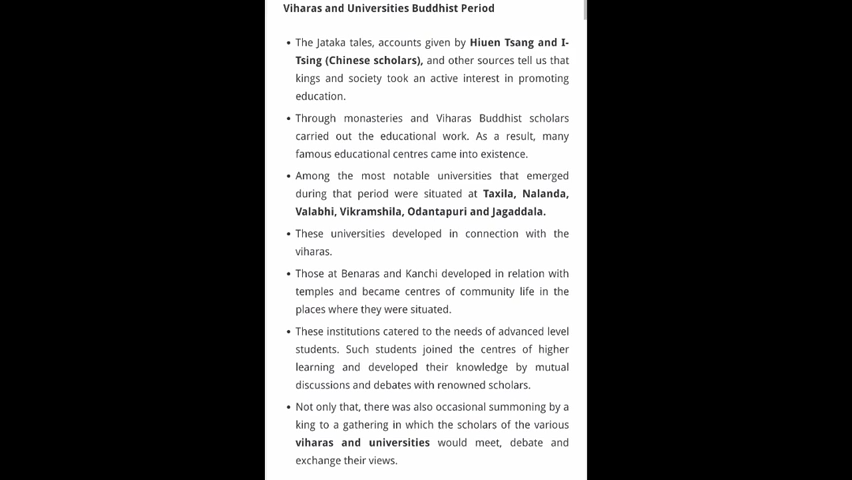 Viharas and Universities Buddhist Period
• The Jataka tales, accounts given by Hiuen Tsang and I-
Tsing (Chinese scholars), and other sources tell us that
kings and society took an active interest in promoting
education.
• Through monasteries and Viharas Buddhist scholars
carried out the educational work. As a result, many
famous educational centres came into existence.
• Among the most notable universities that emerged
during that period were situated at Taxila, Nalanda,
Valabhi, Vikramshila, Odantapuri and Jagaddala.
• These universities developed in connection with the
viharas.
• Those at Benaras and Kanchi developed in relation with
temples and became centres of community life in the
places where they were situated.
• These institutions catered to the needs of advanced level
students. Such students joined the centres of higher
learning and developed their knowledge by mutual
discussions and debates with renowned scholars.
• Not only that, there was also occasional summoning by a
king to a gathering in which the scholars of the various
viharas and universities would meet, debate and
exchange their views.